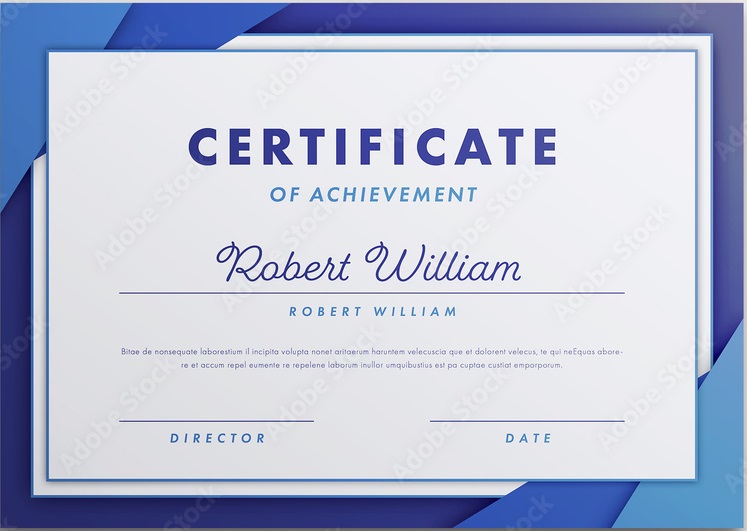 CERTIFICATE
OF ACHIEVEMENT
Robert William
ROBERT WILLIAM
Bitae de nonsequate laborestium il incipita volupta nonet aritaerum haruntem velecuscia que et dolorent velecus, te qui neEquas abore-
re et accum repel eumente re repelene laborum inullor umquibustius est pa cuptae custiat emporporum.
DIRECTOR
DATE
Adobe Stock